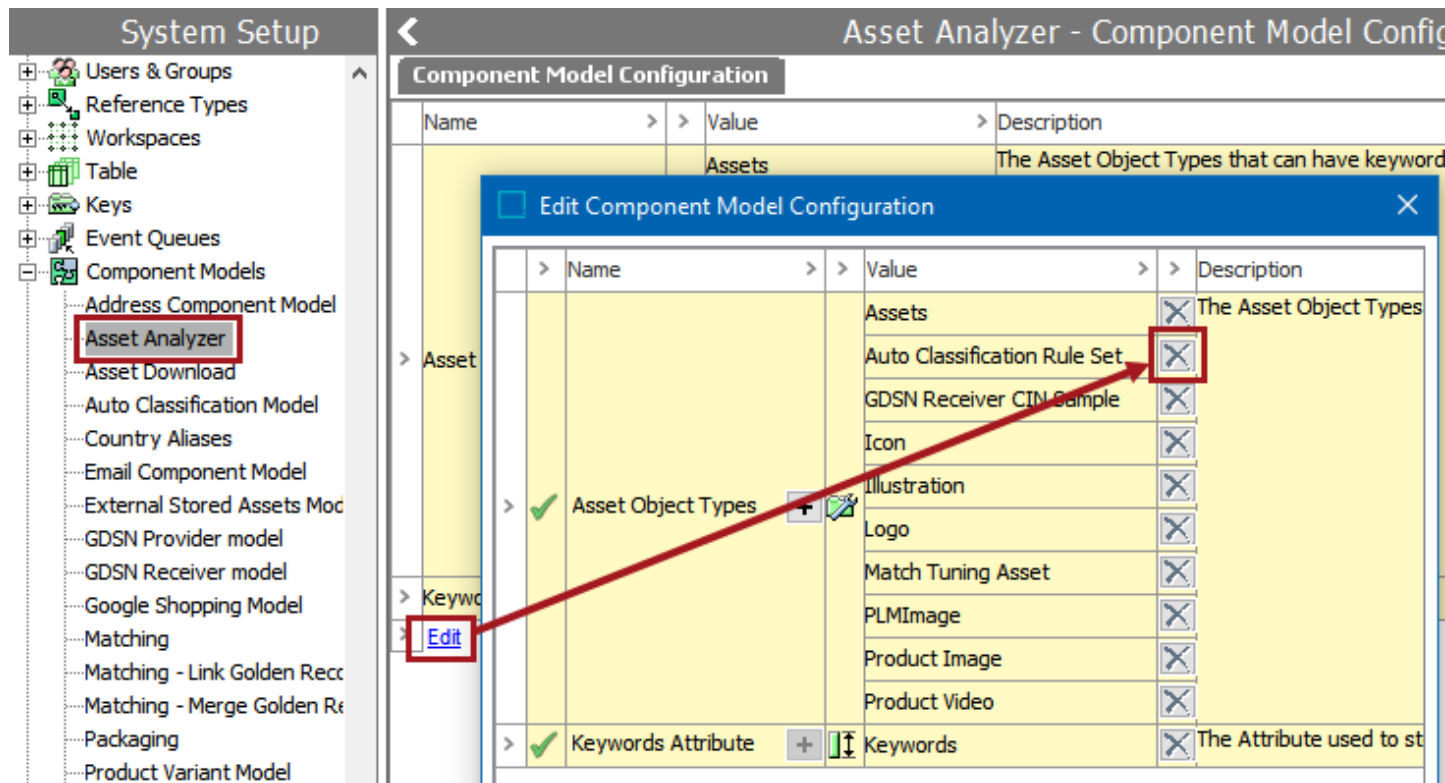 System Setup
Users & Groups
Reference Types
Workspaces
Table
Keys
Event Queues
Component Models
Address Component Model
Asset Analyzer
Asset Download
Auto Classification Model
Country Aliases
Email Component Model
External Stored Assets Mod
GDSN Provider model
GDSN Receiver model
Google Shopping Model
Matching
Matching - Link Golden Reco
Matching - Merge Golden Re
Packaging
Product Variant Model
Asset Analyzer - Component Model Config
Component Model Configuration
Name > > Value > Description
Assets The Asset Object Types that can have keyword
> Asset
> Keywo
> Edit
Edit Component Model Configuration
> Name > > Value > > Description
Assets The Asset Object Types
Auto Classification Rule Set
GDSN Receiver CIN Sample
Icon
Illustration
> Asset Object Types +
Logo
Match Tuning Asset
PLMImage
Product Image
Product Video
> Keywords Attribute + Keywords The Attribute used to st